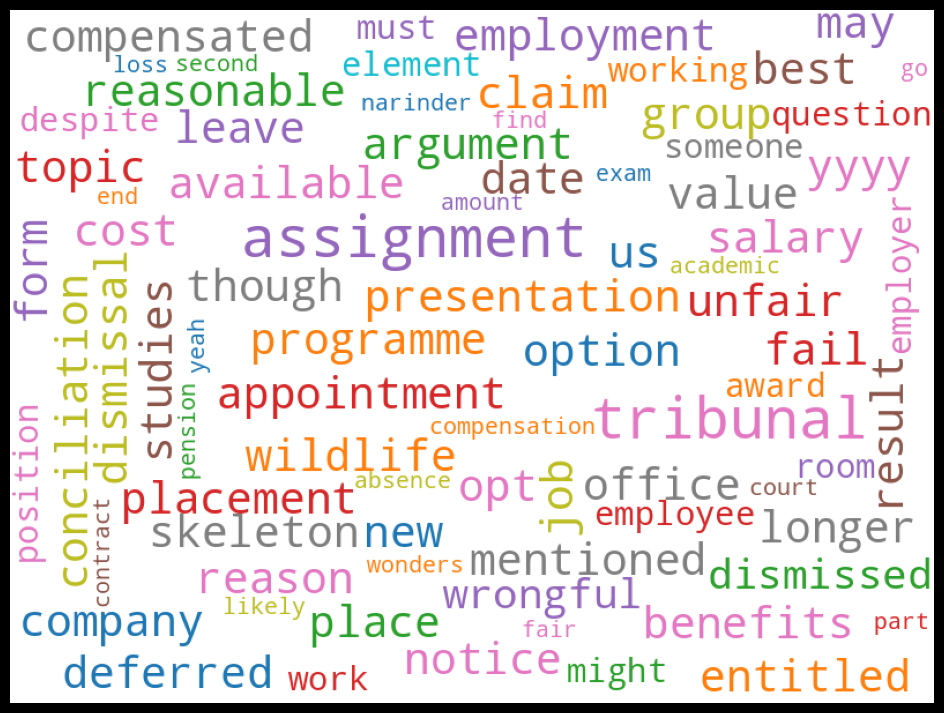 compensated must employment may
loss second element working best go
reasonable narinder claim
despite leave find group question
argument someone
topic available date exam value yyyy
end amount
form cost assignment us salary employer
academic
conciliation dismissal studies though presentation unfair
yeah programme option fail
appointment award result
position pension compensation tribunal
wildlife absence opt job office room court
placement employee longer
contract skeleton new mentioned
reason wonders wrongful dismissed
company likely place fair benefits part
deferred work notice might entitled